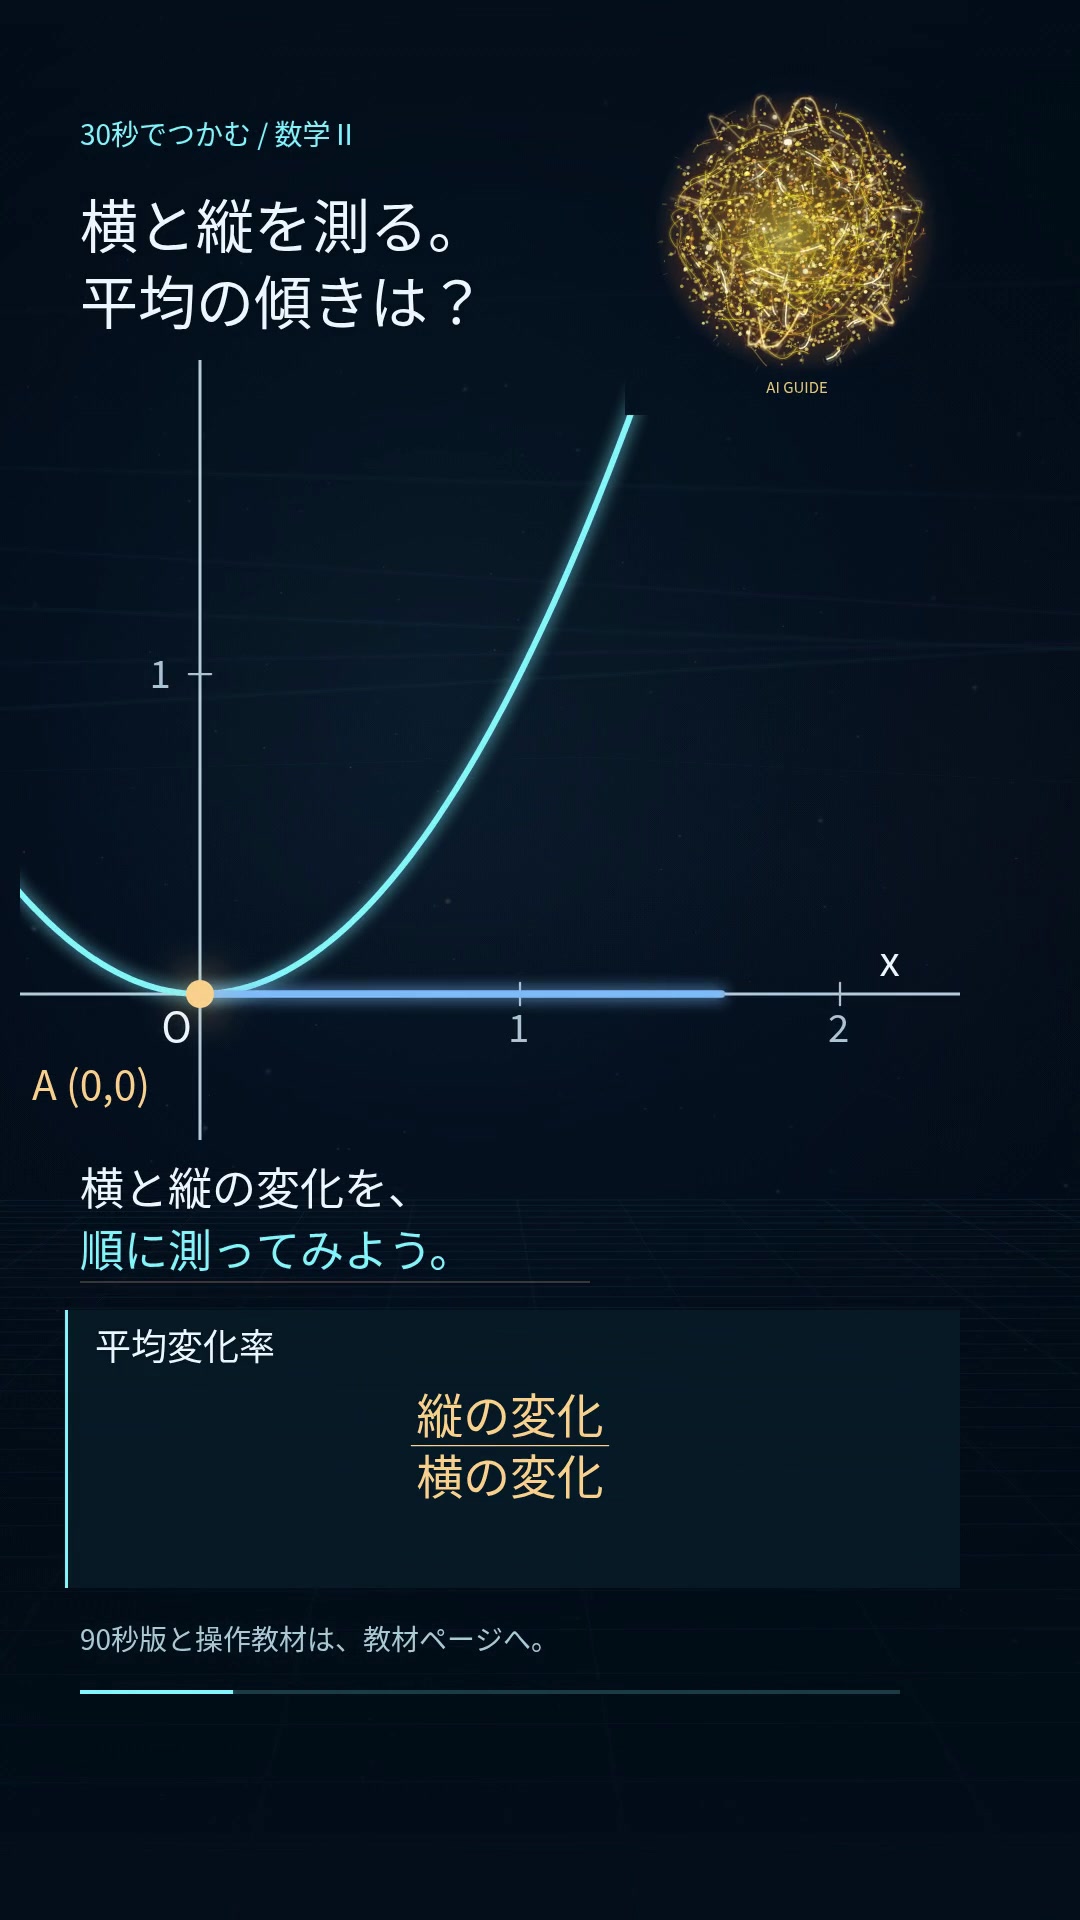 30秒でつかむ / 数学 II
横と縦を測る。
平均の傾きは？
AI GUIDE
1
x
O
1
2
A (0,0)
横と縦の変化を、
順に測ってみよう。
平均変化率
縦の変化
横の変化
90秒版と操作教材は、教材ページへ。